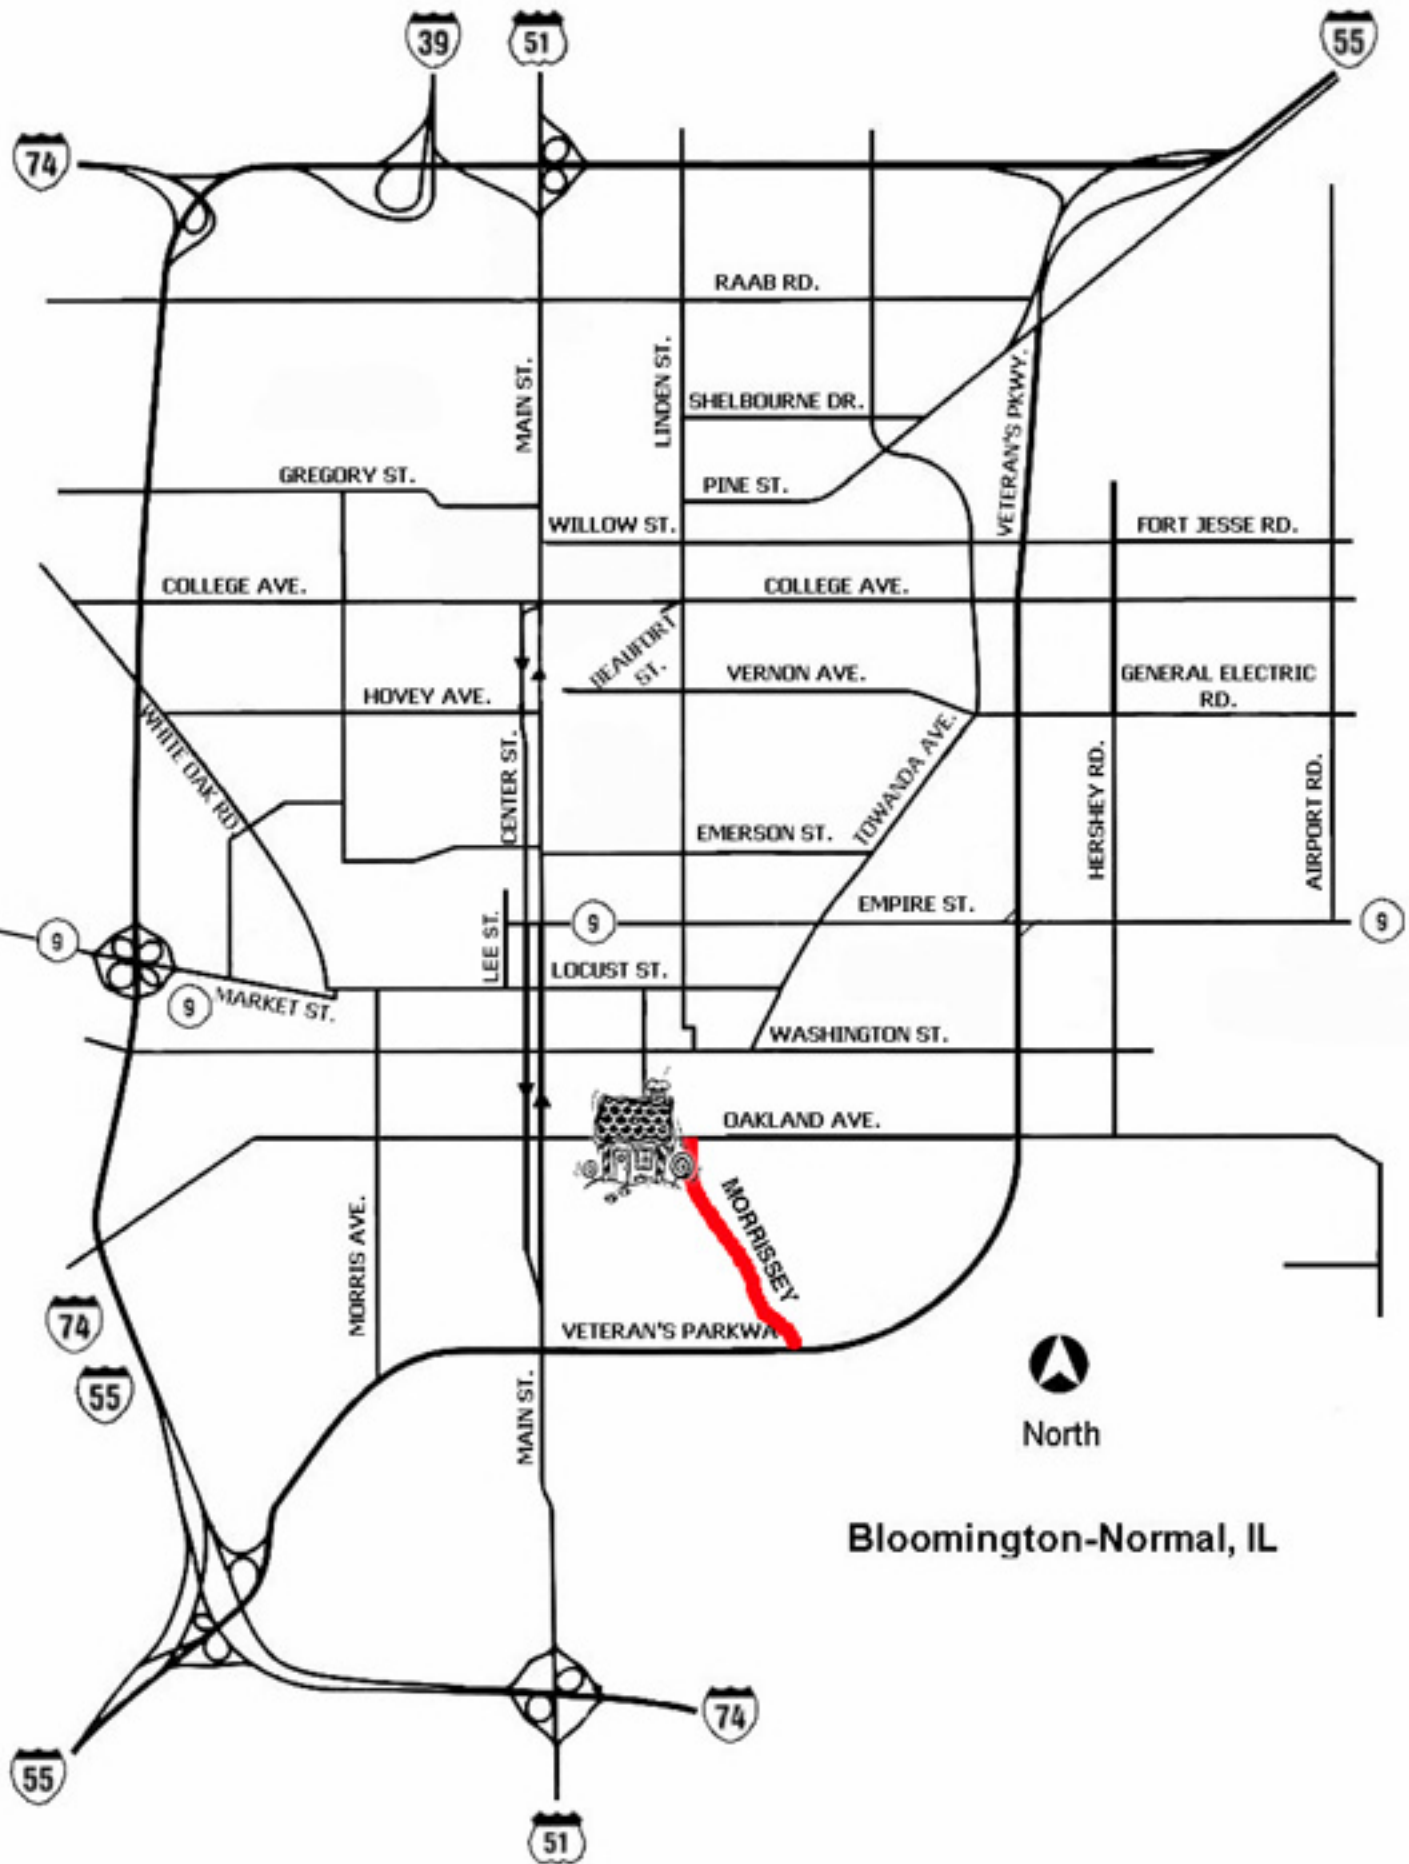 39
51
55
74
RAAB RD.
MAIN ST.
LINDEN ST.
SHELBOURNE DR.
VETERAN'S PKWY.
GREGORY ST.
PINE ST.
WILLOW ST.
FORT JESSE RD.
COLLEGE AVE.
COLLEGE AVE.
BEAUFORT
ST.
VERNON AVE.
GENERAL ELECTRIC
RD.
HOVEY AVE.
WHITE OAK RD.
CENTER ST.
TOWANDA AVE.
HERSHEY RD.
AIRPORT RD.
EMERSON ST.
EMPIRE ST.
9
9
9
LEE ST.
LOCUST ST.
9
MARKET ST.
WASHINGTON ST.
OAKLAND AVE.
MORRIS AVE.
MORRISSEY
74
55
VETERAN'S PARKWA
MAIN ST.
North
Bloomington-Normal, IL
74
55
51